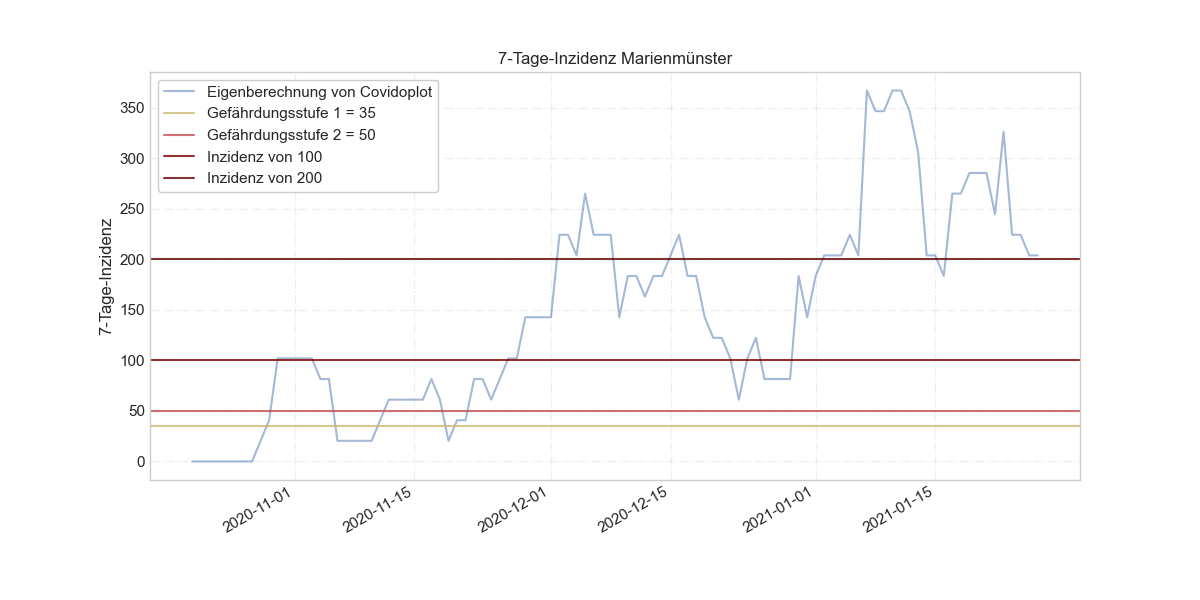 7-Tage-Inzidenz Marienmünster
Eigenberechnung von Covidoplot
Gefährdungsstufe 1 = 35
Gefährdungsstufe 2 = 50
Inzidenz von 100
Inzidenz von 200
7-Tage-Inzidenz
350
300
250
200
150
100
50
0
2020-11-01
2020-11-15
2020-12-01
2020-12-15
2021-01-01
2021-01-15